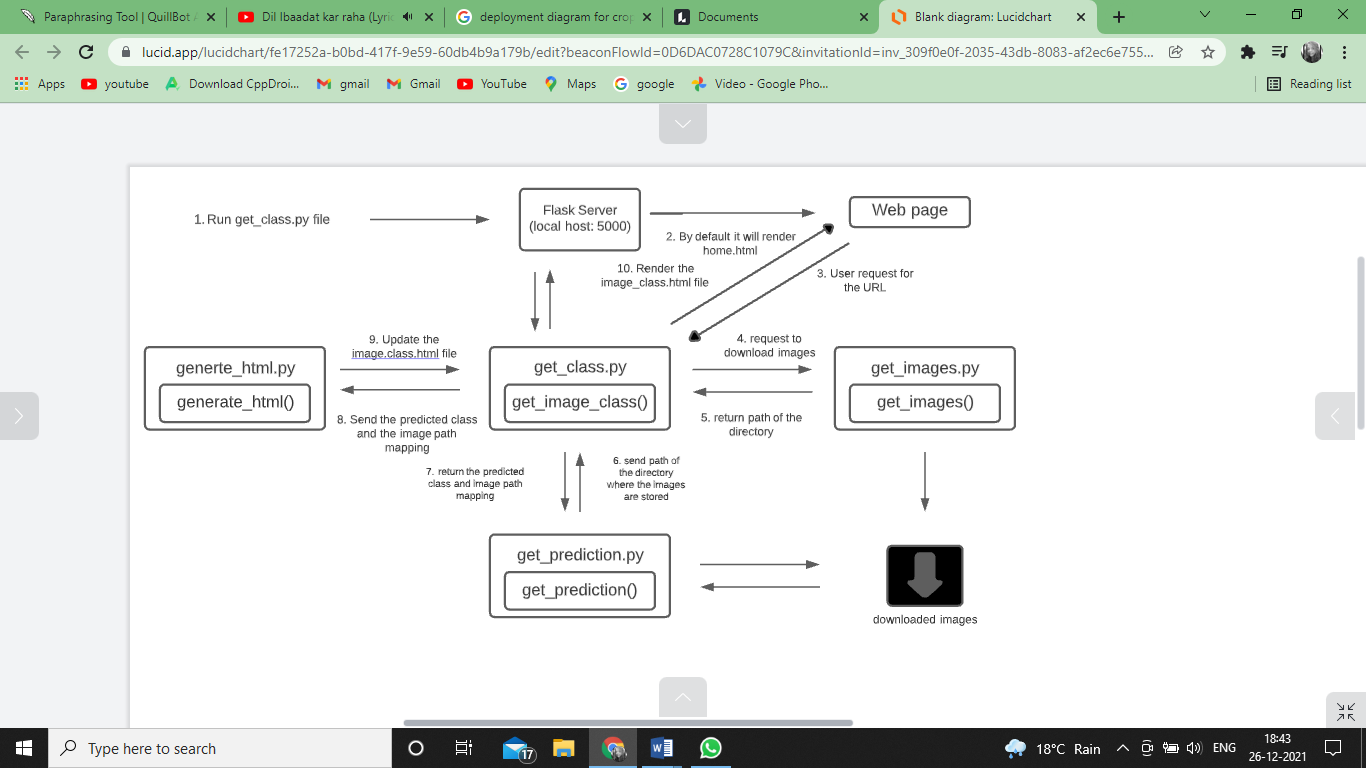 Paraphrasing Tool | QuillBot
Dil Ibaadat kar raha (Lyri
deployment diagram for crop
Documents
Blank diagram: Lucidchart
lucid.app/lucidchart/fe17252a-b0bd-417f-9e59-60db4b9a179b/edit?beaconFlowId=0D6DAC0728C1079C&invitationId=inv_309f0e0f-2035-43db-8083-af2ec6e755...
Apps
youtube
Download CppDroi...
gmail
Gmail
YouTube
Maps
google
Video - Google Pho...
Reading list
1. Run get_class.py file
Flask Server
(local host: 5000)
Web page
2. By default it will render
home.html
10. Render the
image_class.html file
3. User request for
the URL
9. Update the
image.class.html file
4. request to
download images
generte_html.py
generate_html()
get_class.py
get_image_class()
get_images.py
get_images()
8. Send the predicted class
and the image path
mapping
5. return path of the
directory
7. return the predicted
class and image path
mapping
6. send path of
the directory
where the images
are stored
get_prediction.py
get_prediction()
downloaded images
Type here to search
17
18°C Rain
ENG
18:43
26-12-2021